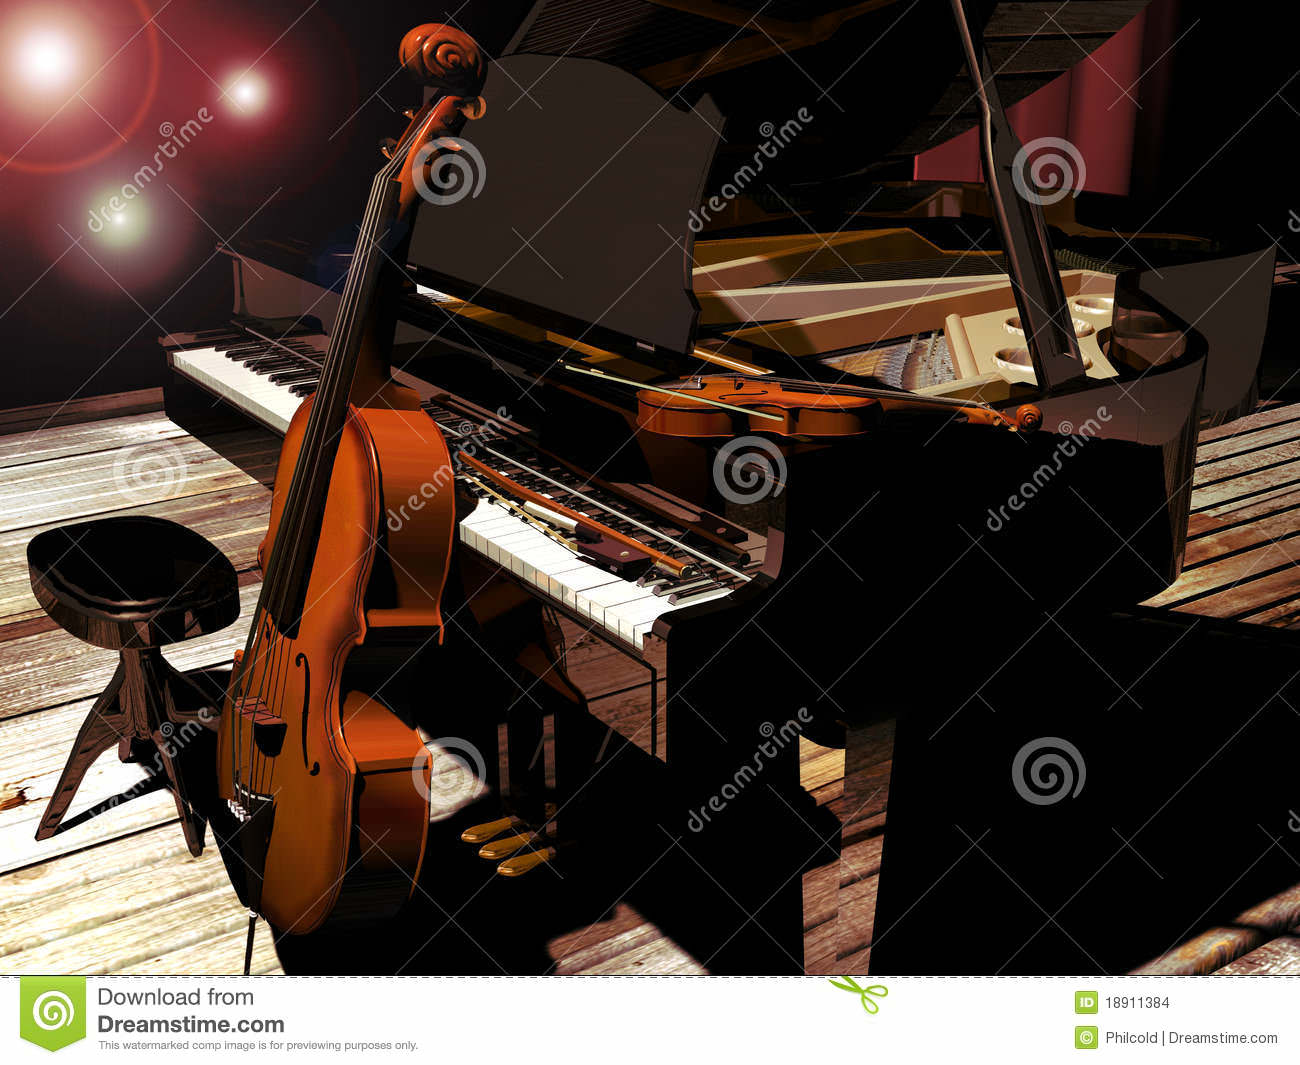 dreamstime
dreamstime
dreamstime
dreamstime
dreamstime
dreamstime
dreamstime
dreamstime
Download from
Dreamstime.com
This watermarked comp image is for previewing purposes only.
ID 18911384
© Philcold | Dreamstime.com